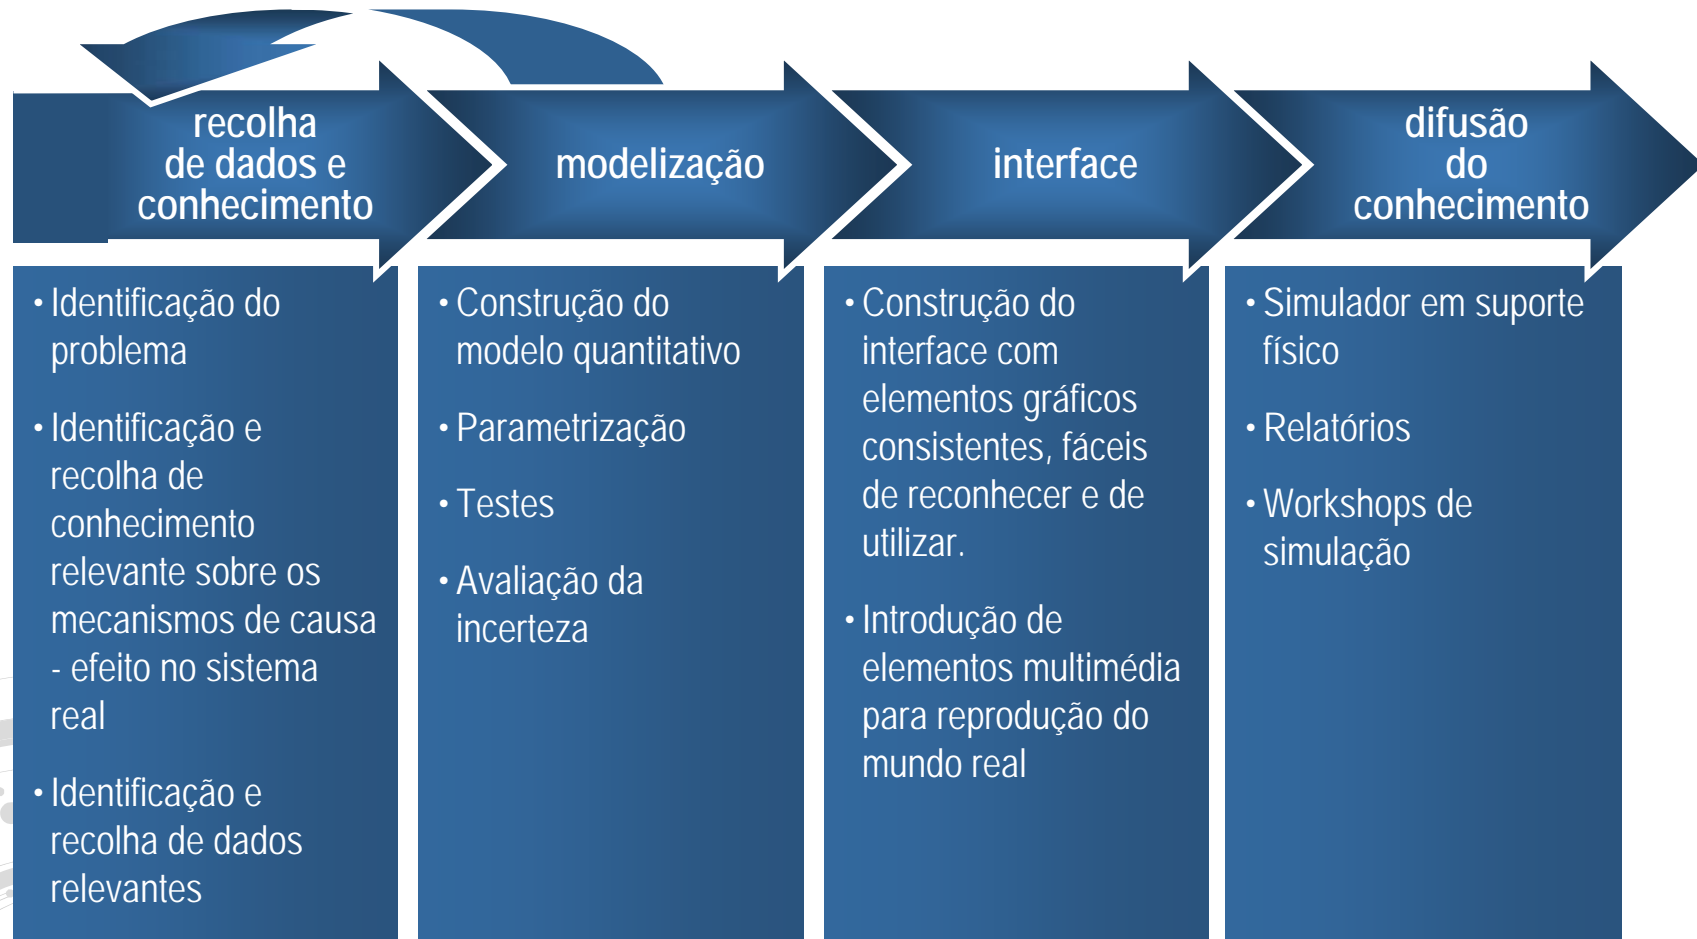 recolha
de dados e
conhecimento
modelização
interface
difusão
do
conhecimento
• Identificação do
problema
• Identificação e
recolha de
conhecimento
relevante sobre os
mecanismos de causa
- efeito no sistema
real
• Identificação e
recolha de dados
relevantes
• Construção do
modelo quantitativo
• Parametrização
• Testes
• Avaliação da
incerteza
• Construção do
interface com
elementos gráficos
consistentes, fáceis
de reconhecer e de
utilizar.
• Introdução de
elementos multimédia
para reprodução do
mundo real
• Simulador em suporte
físico
• Relatórios
• Workshops de
simulação